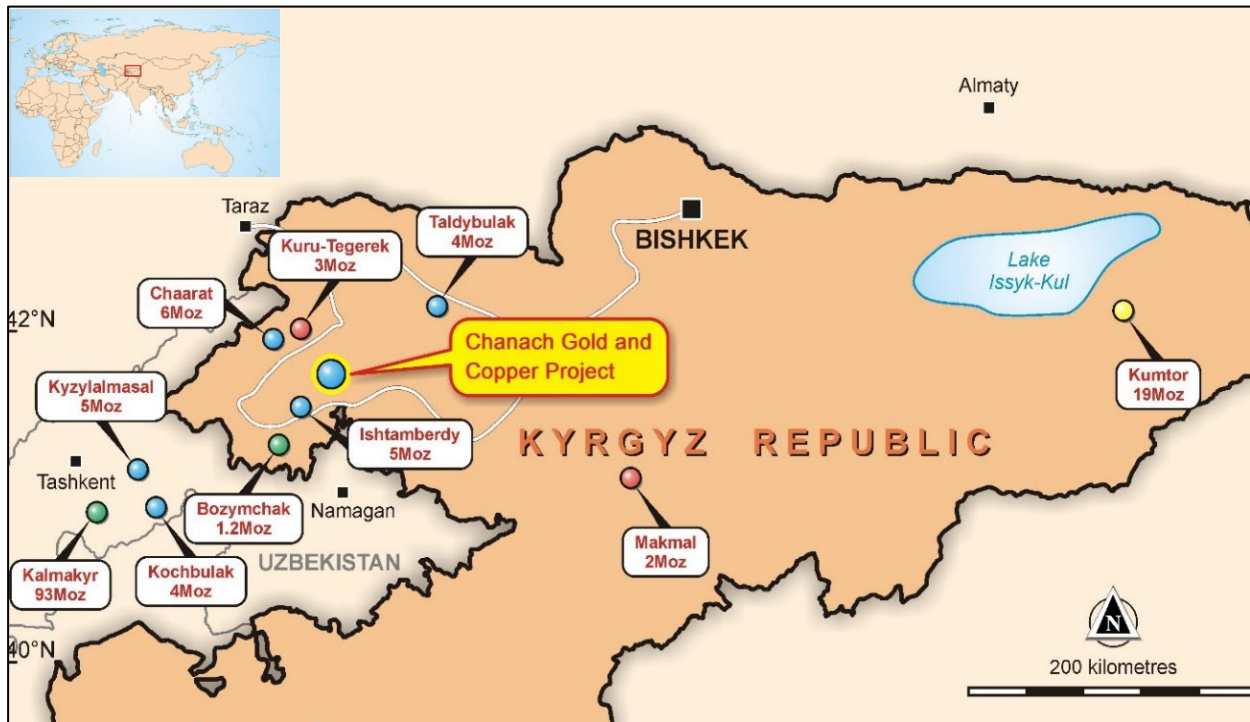 Almaty
Taraz
Kuru-Tegerek
3Moz
Taldybulak
4Moz
BISHKEK
Lake
Issyk-Kul
Chaarat
6Moz
42°N
Chanach Gold and
Copper Project
Kumtor
19Moz
Kyzylalmasal
5Moz
Ishtamberdy
5Moz
KYRGYZ REPUBLIC
Tashkent
Bozymchak
1.2Moz
Namagan
UZBEKISTAN
Makmal
2Moz
Kalmakyr
93Moz
Kochbulak
4Moz
40°N
N
200 kilometres